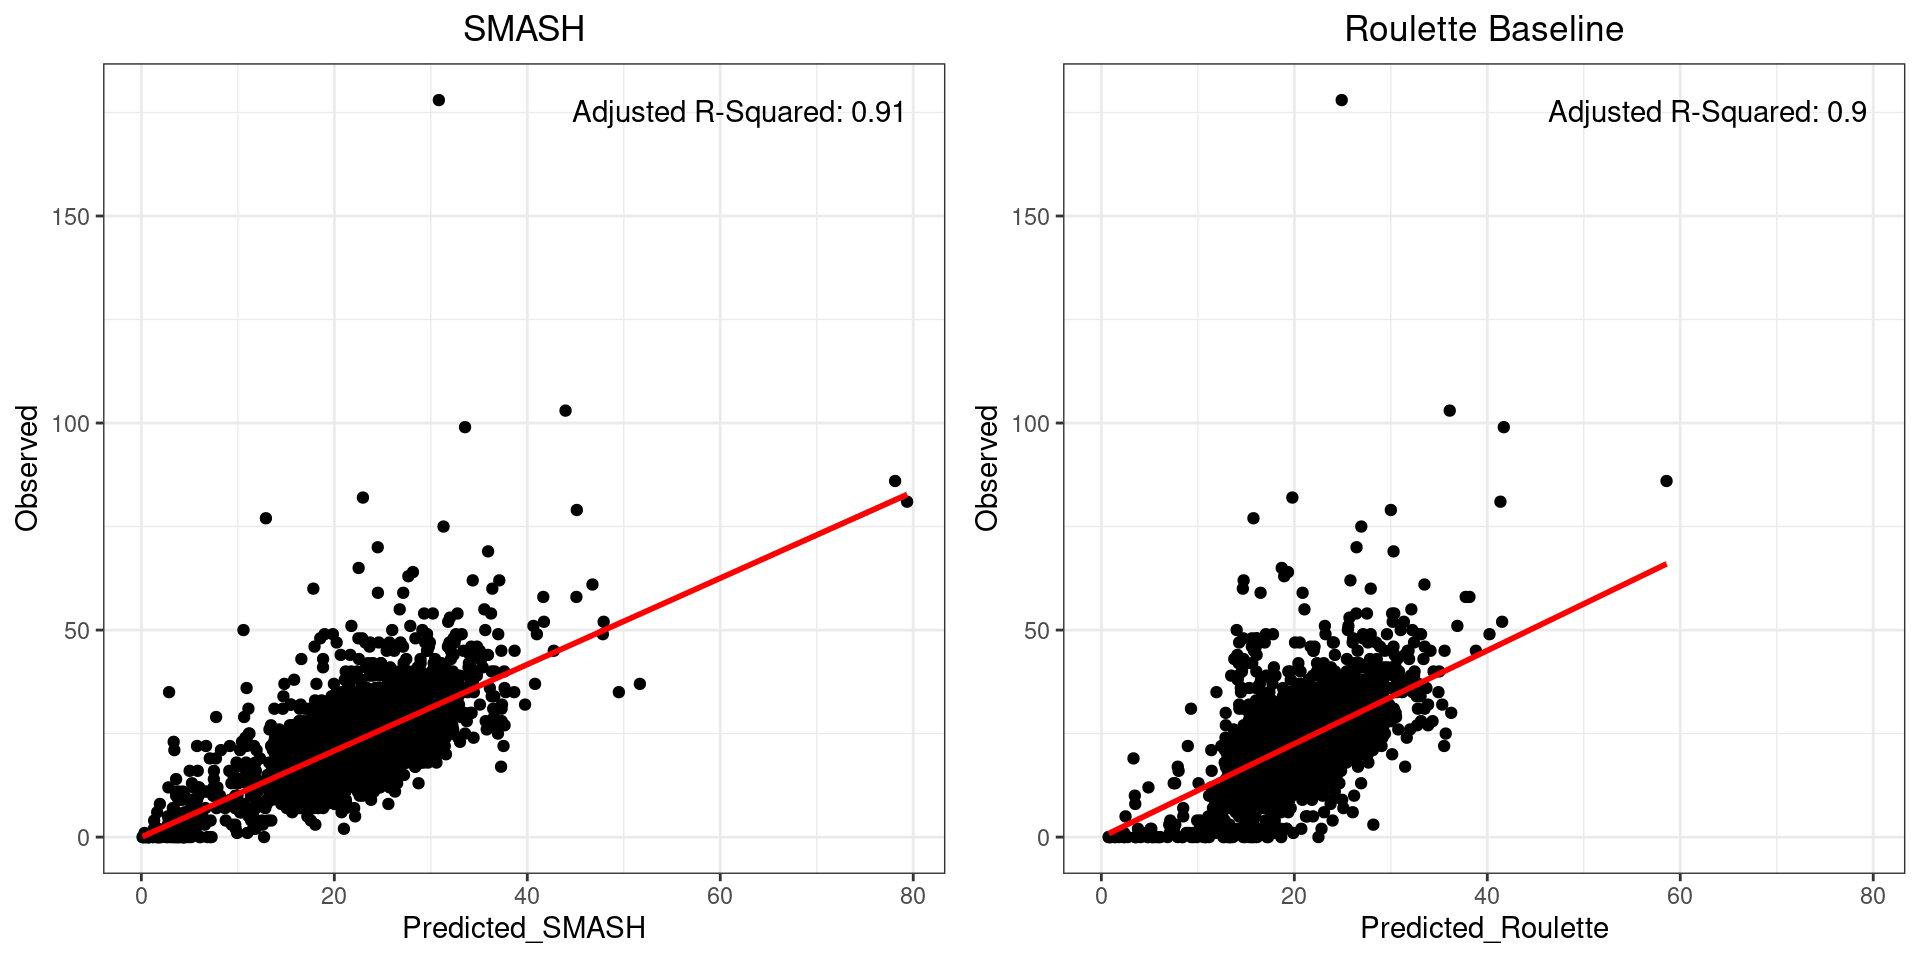 SMASH
Adjusted R-Squared: 0.91
Observed
150
100
50
0
0 20 40 60 80
Predicted_SMASH
Roulette Baseline
Adjusted R-Squared: 0.9
Observed
150
100
50
0
0 20 40 60 80
Predicted_Roulette